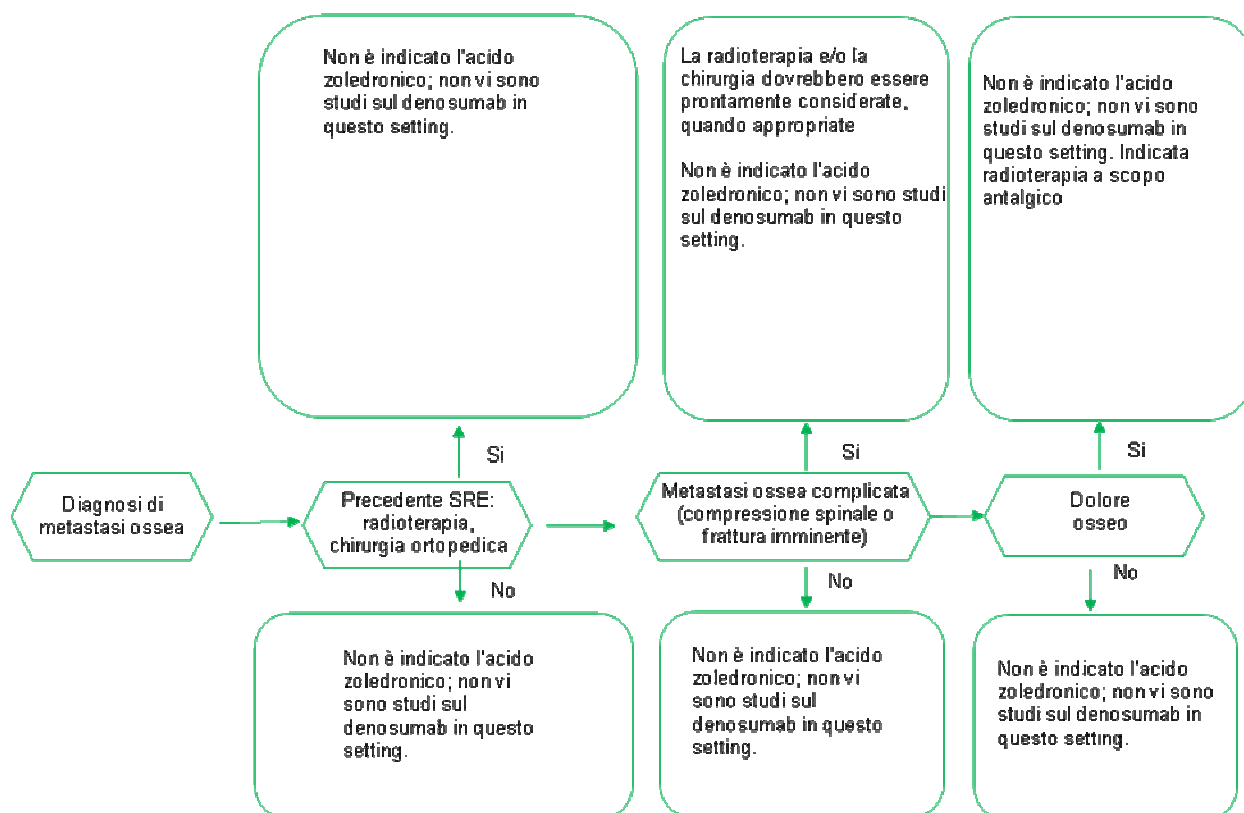 Non è indicato l'acido
zoledronico; non vi sono
studi sul denosumab in
questo setting.
La radioterapia e/o la
chirurgia dovrebbero essere
prontamente considerate,
quando appropriate
Non è indicato l'acido
zoledronico; non vi sono studi
sul denosumab in questo
setting.
Non è indicato l'acido
zoledronico; non vi sono
studi sul denosumab in
questo setting. Indicata
radioterapia a scopo
antalgico
Si
Si
Si
Diagnosi di
metastasi ossea
Precedente SRE:
radioterapia,
chirurgia ortopedica
Metastasi ossea complicata
(compressione spinale o
frattura imminente)
Dolore
osseo
No
No
No
Non è indicato l'acido
zoledronico; non vi
sono studi sul
denosumab in questo
setting.
Non è indicato l'acido
zoledronico; non vi
sono studi sul
denosumab in questo
setting.
Non è indicato l'acido
zoledronico; non vi sono
studi sul denosumab in
questo setting.